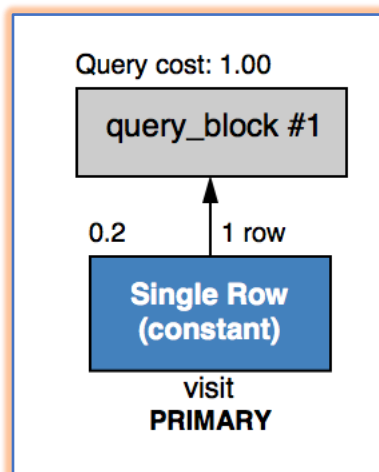 Query cost: 1.00
query_block #1
0.2 1 row
Single Row
(constant)
visit
PRIMARY